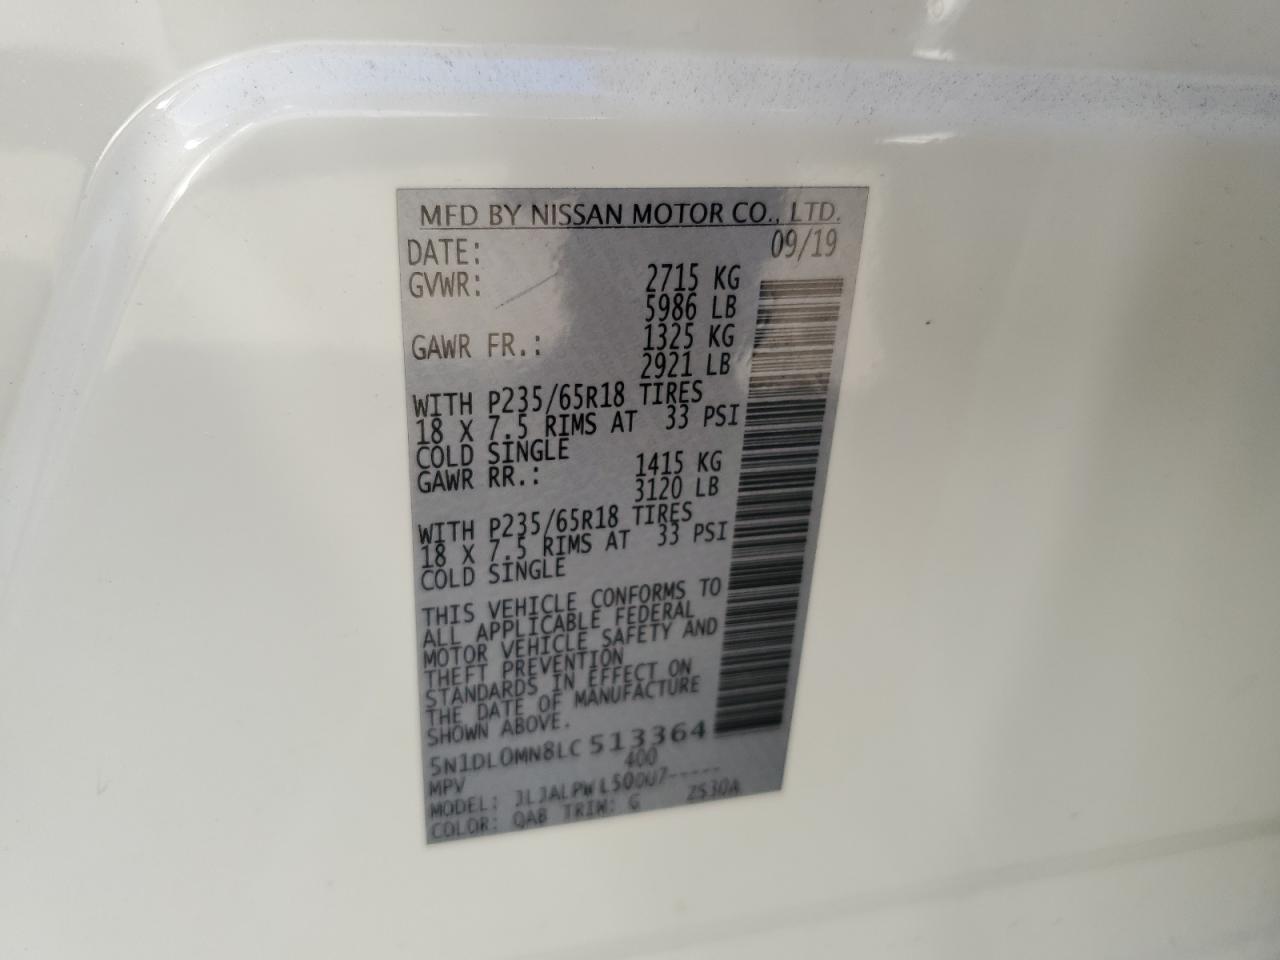 MFD BY NISSAN MOTOR CO., LTD.
DATE: 09/19
GVWR: 2715 KG
5986 LB
GAWR FR.: 1325 KG
2921 LB
WITH P235/65R18 TIRES
18 X 7.5 RIMS AT 33 PSI
COLD SINGLE
GAWR RR.: 1415 KG
3120 LB
WITH P235/65R18 TIRES
18 X 7.5 RIMS AT 33 PSI
COLD SINGLE
THIS VEHICLE CONFORMS TO
ALL APPLICABLE FEDERAL
MOTOR VEHICLE SAFETY AND
THEFT PREVENTION
STANDARDS IN EFFECT ON
THE DATE OF MANUFACTURE
SHOWN ABOVE.
5N1DL0MN8LC513364
MPV 400
MODEL:
COLOR: QAB TRIM: G